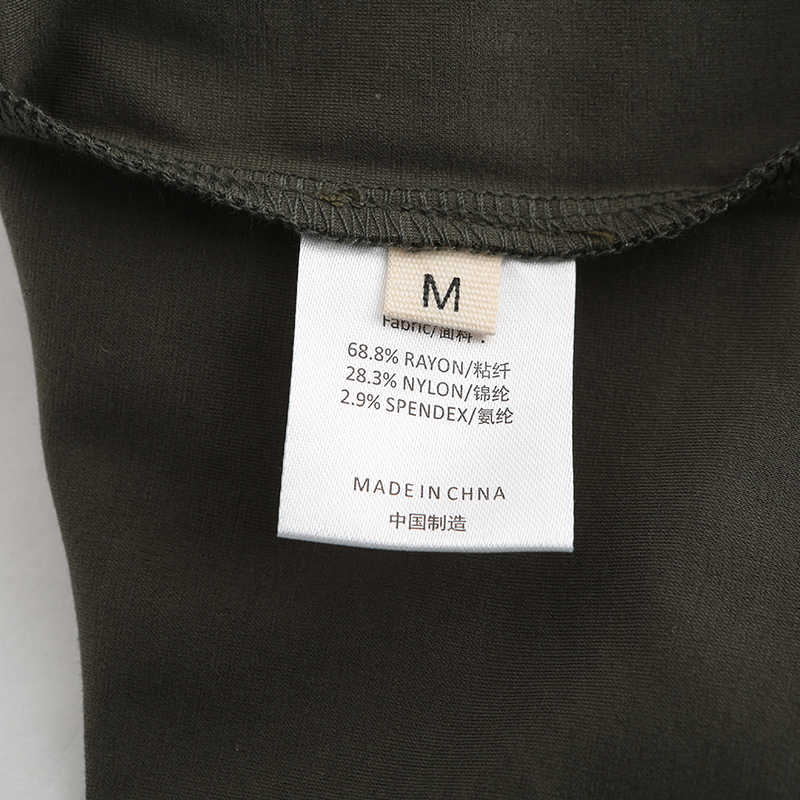 M
Fabric/面料：
68.8% RAYON/粘纤
28.3% NYLON/锦纶
2.9% SPENDEX/氨纶
MADE IN CHNA
中国制造